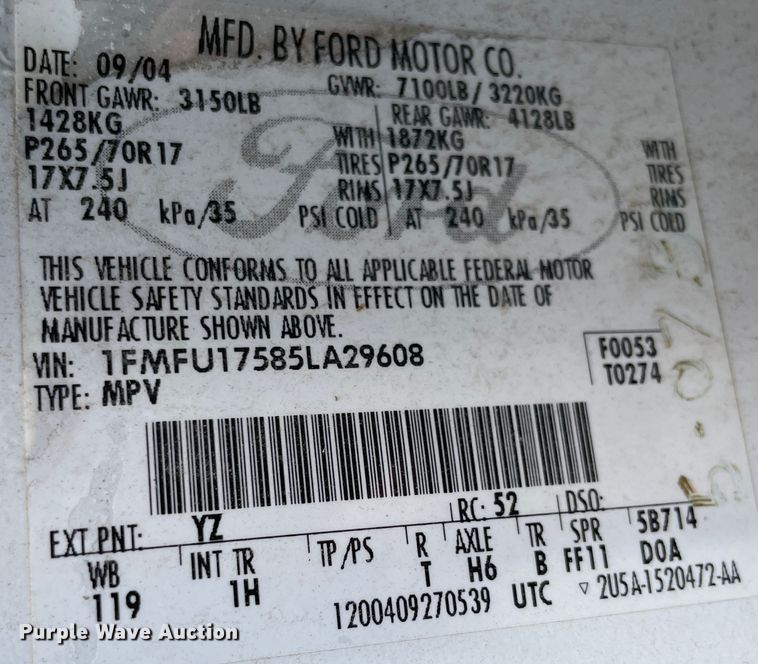 MFD. BY FORD MOTOR CO.
DATE: 09/04 GVWR: 7100LB/3220KG
FRONT GAWR: 3150LB REAR GAWR: 4128LB
1428KG WITH 1872KG WITH
P265/70R17 TIRES P265/70R17 TIRES
17X7.5J RIMS 17X7.5J RIMS
AT 240 kPa/35 PSI COLD AT 240 kPa/35 PSI COLD
Ford
THIS VEHICLE CONFORMS TO ALL APPLICABLE FEDERAL MOTOR
VEHICLE SAFETY STANDARDS IN EFFECT ON THE DATE OF
MANUFACTURE SHOWN ABOVE.
VIN: 1FMFU17585LA29608 F0053
TYPE: MPV T0274
EXT PNT: YZ RC: 52 DSO:
WB INT TR TP/PS R AXLE TR SPR 5B714
119 1H T H6 B FF11 D0A
1200409270539 UTC ▽ 2U5A-1520472-AA
Purple Wave Auction